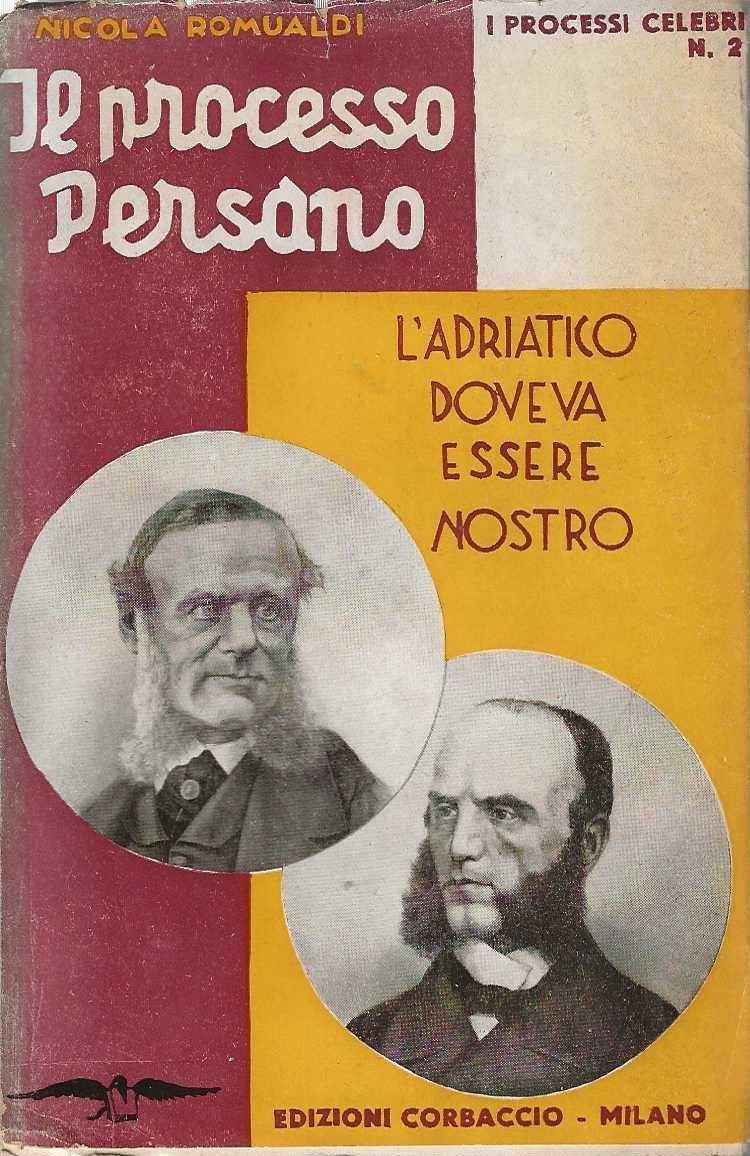 NICOLA ROMUALDI
I PROCESSI CELEBRI
N. 2
Il processo
Persano
L'ADRIATICO
DOVEVA
ESSERE
NOSTRO
EDIZIONI CORBACCIO - MILANO